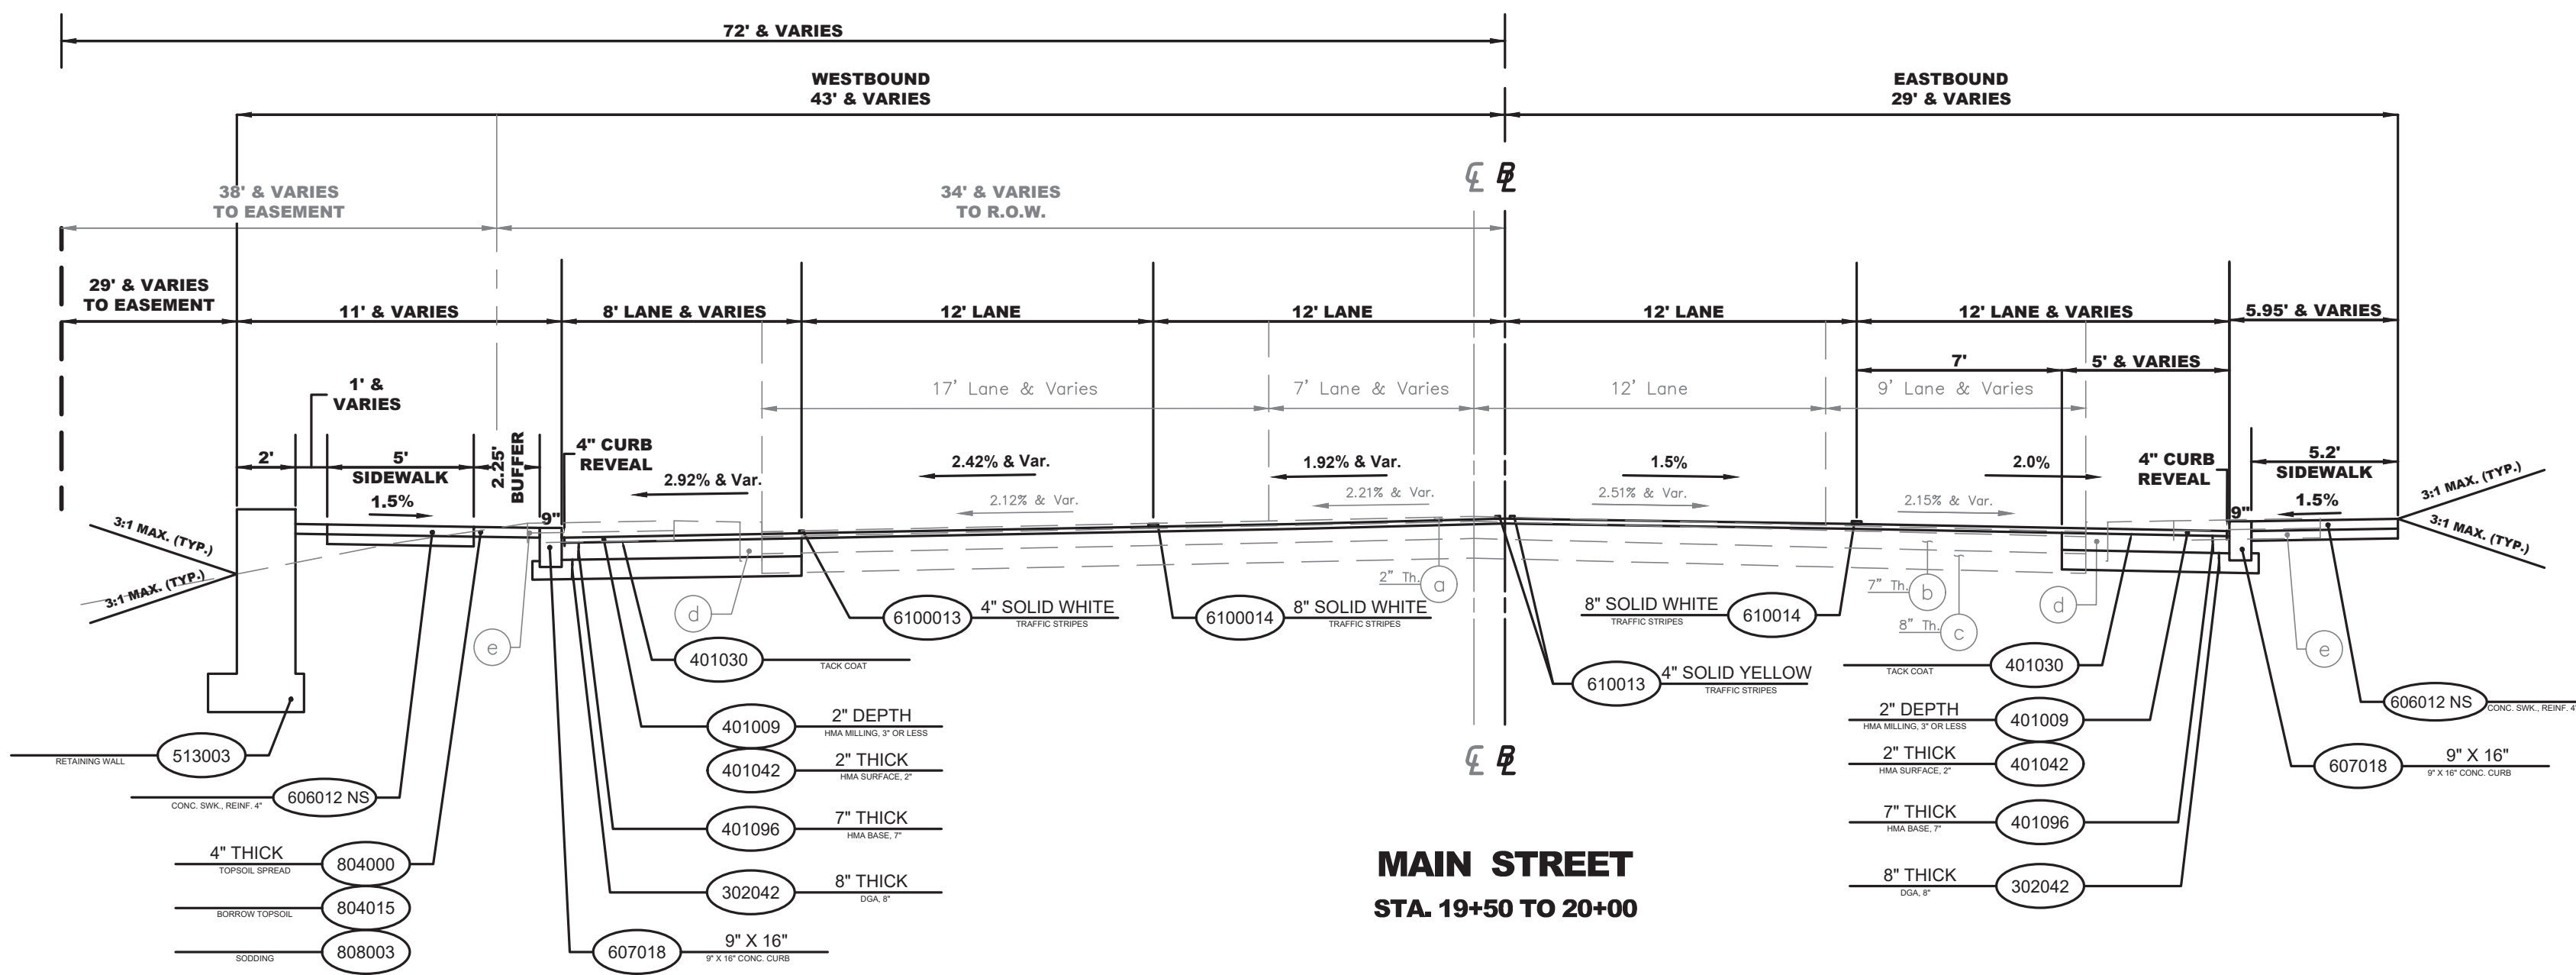 72' & VARIES
WESTBOUND
43' & VARIES
EASTBOUND
29' & VARIES
38' & VARIES
TO EASEMENT
34' & VARIES
TO R.O.W.
29' & VARIES
TO EASEMENT
11' & VARIES
8' LANE & VARIES
12' LANE
12' LANE
12' LANE
12' LANE & VARIES
5.95' & VARIES
7'
5' & VARIES
1' &
VARIES
17' Lane & Varies
7' Lane & Varies
12' Lane
9' Lane & Varies
2'
5'
SIDEWALK
1.5%
2.25'
BUFFER
4" CURB
REVEAL
9"
2.92% & Var.
2.42% & Var.
1.92% & Var.
1.5%
2.0%
2.12% & Var.
2.21% & Var.
2.51% & Var.
2.15% & Var.
4" CURB
REVEAL
9"
5.2'
SIDEWALK
1.5%
3:1 MAX. (TYP.)
3:1 MAX. (TYP.)
3:1 MAX. (TYP.)
3:1 MAX. (TYP.)
2" Th. a
7" Th. b
8" Th. c
d
e
d
e
6100013 4" SOLID WHITE
TRAFFIC STRIPES
6100014 8" SOLID WHITE
TRAFFIC STRIPES
8" SOLID WHITE 610014
TRAFFIC STRIPES
610013 4" SOLID YELLOW
TRAFFIC STRIPES
401030
TACK COAT
401009 2" DEPTH
HMA MILLING, 3" OR LESS
401042 2" THICK
HMA SURFACE, 2"
401096 7" THICK
HMA BASE, 7"
302042 8" THICK
DGA, 8"
607018 9" X 16"
9" X 16" CONC. CURB
513003
RETAINING WALL
606012 NS
CONC. SWK., REINF. 4"
4" THICK 804000
TOPSOIL SPREAD
804015
BORROW TOPSOIL
808003
SODDING
401030
TACK COAT
2" DEPTH 401009
HMA MILLING, 3" OR LESS
2" THICK 401042
HMA SURFACE, 2"
7" THICK 401096
HMA BASE, 7"
8" THICK 302042
DGA, 8"
606012 NS
CONC. SWK., REINF. 4"
607018 9" X 16"
9" X 16" CONC. CURB
MAIN STREET
STA. 19+50 TO 20+00